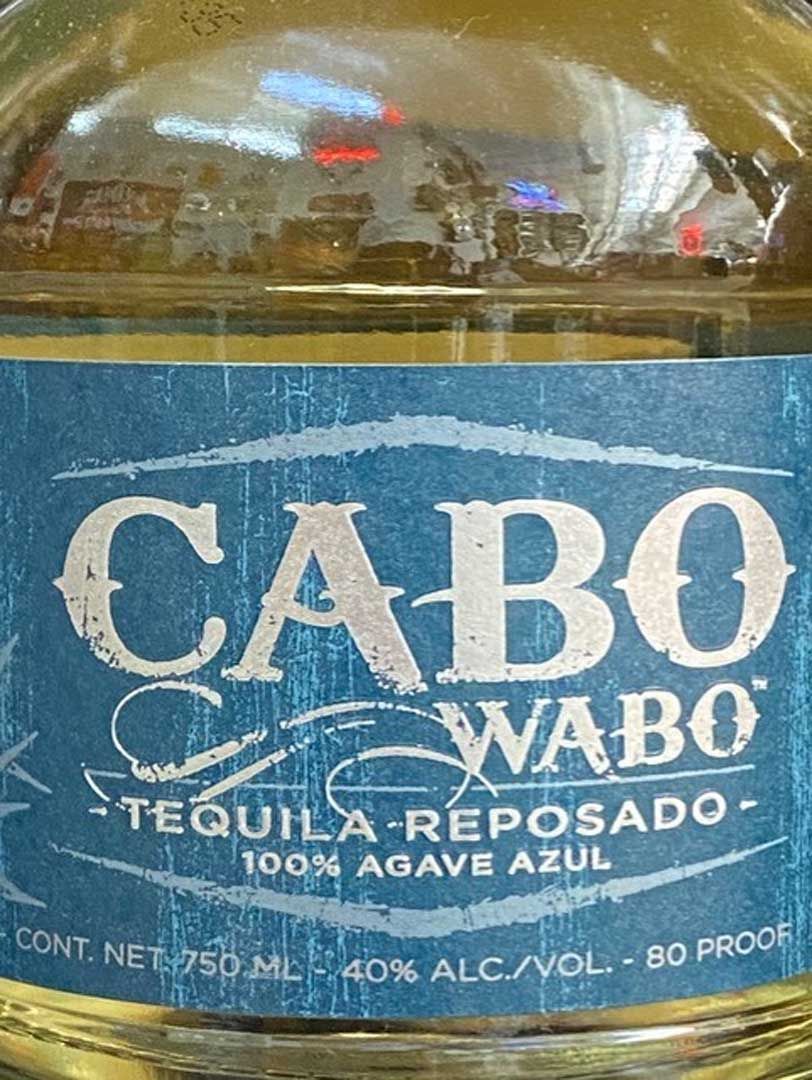 CABO
WABO™
- TEQUILA - REPOSADO -
100% AGAVE AZUL
CONT. NET. 750 ML - 40% ALC./VOL. - 80 PROOF